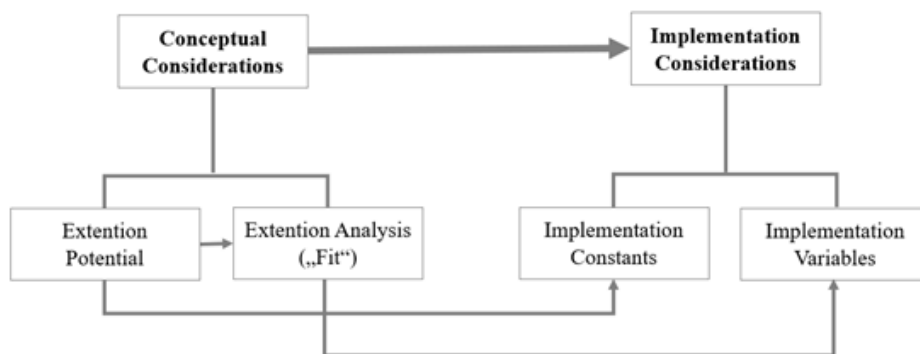 Conceptual
Considerations
Implementation
Considerations
Extention
Potential
Extention Analysis
(„Fit“)
Implementation
Constants
Implementation
Variables